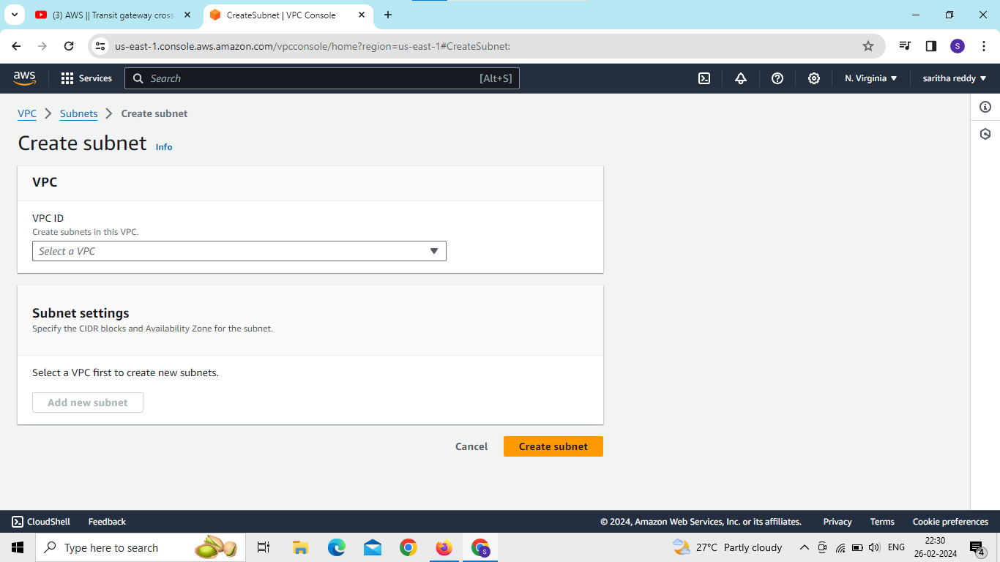 (3) AWS || Transit gateway cross
CreateSubnet | VPC Console
us-east-1.console.aws.amazon.com/vpcconsole/home?region=us-east-1#CreateSubnet:
S
aws
Services
Search
[Alt+S]
N. Virginia
saritha reddy
VPC
Subnets
Create subnet
Create subnet
Info
VPC
VPC ID
Create subnets in this VPC.
Select a VPC
Subnet settings
Specify the CIDR blocks and Availability Zone for the subnet.
Select a VPC first to create new subnets.
Add new subnet
Cancel
Create subnet
CloudShell
Feedback
© 2024, Amazon Web Services, Inc. or its affiliates.
Privacy
Terms
Cookie preferences
Type here to search
S
27°C Partly cloudy
ENG
22:30
26-02-2024
4